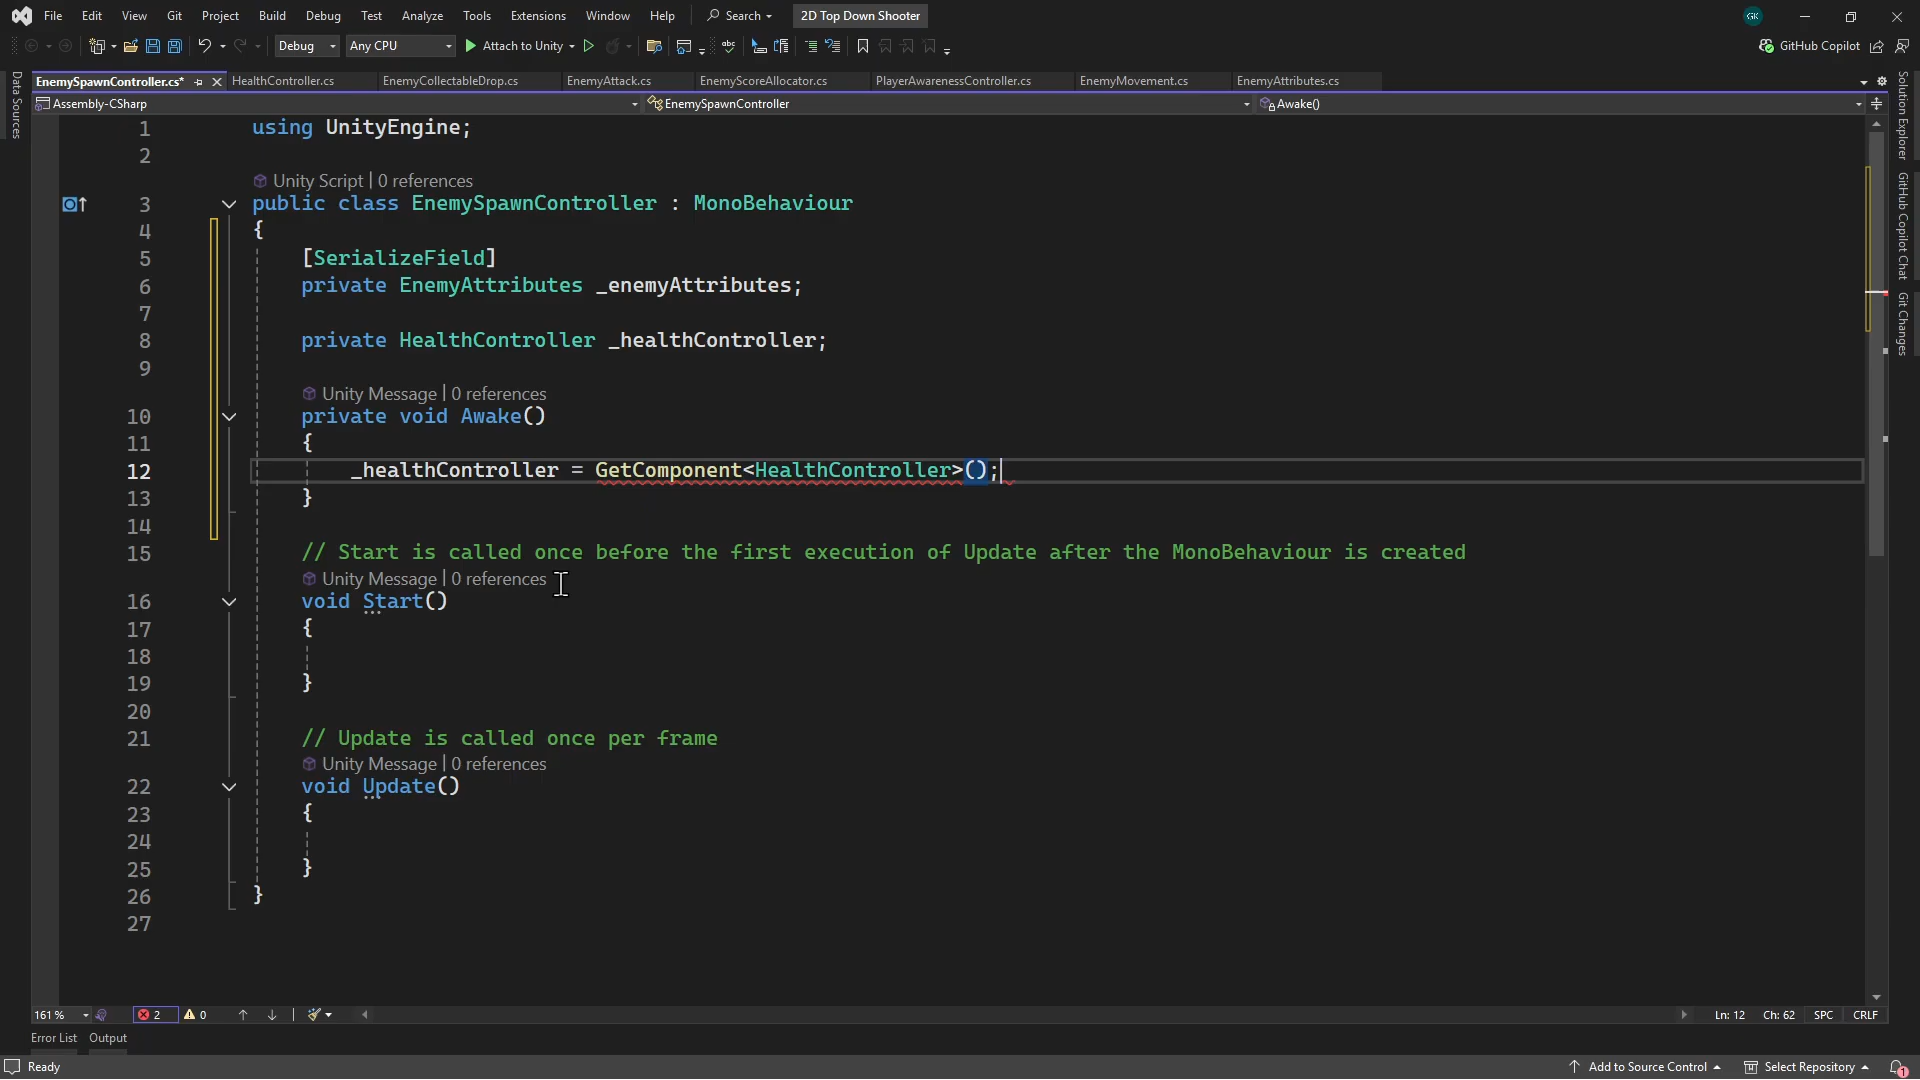 File Edit View Git Project Build Debug Test Analyze Tools Extensions Window Help Search 2D Top Down Shooter GK
Debug Any CPU Attach to Unity GitHub Copilot
EnemySpawnController.cs* HealthController.cs EnemyCollectableDrop.cs EnemyAttack.cs EnemyScoreAllocator.cs PlayerAwarenessController.cs EnemyMovement.cs EnemyAttributes.cs
Assembly-CSharp EnemySpawnController Awake()
Data Sources
Solution Explorer
GitHub Copilot Chat
Git Changes
1 using UnityEngine;
2
Unity Script | 0 references
3 public class EnemySpawnController : MonoBehaviour
4 {
5 [SerializeField]
6 private EnemyAttributes _enemyAttributes;
7
8 private HealthController _healthController;
9
Unity Message | 0 references
10 private void Awake()
11 {
12 _healthController = GetComponent<HealthController>();
13 }
14
15 // Start is called once before the first execution of Update after the MonoBehaviour is created
Unity Message | 0 references
16 void Start()
17 {
18
19 }
20
21 // Update is called once per frame
Unity Message | 0 references
22 void Update()
23 {
24
25 }
26 }
27
161 % 2 0 Ln: 12 Ch: 62 SPC CRLF
Error List Output
Ready Add to Source Control Select Repository 1